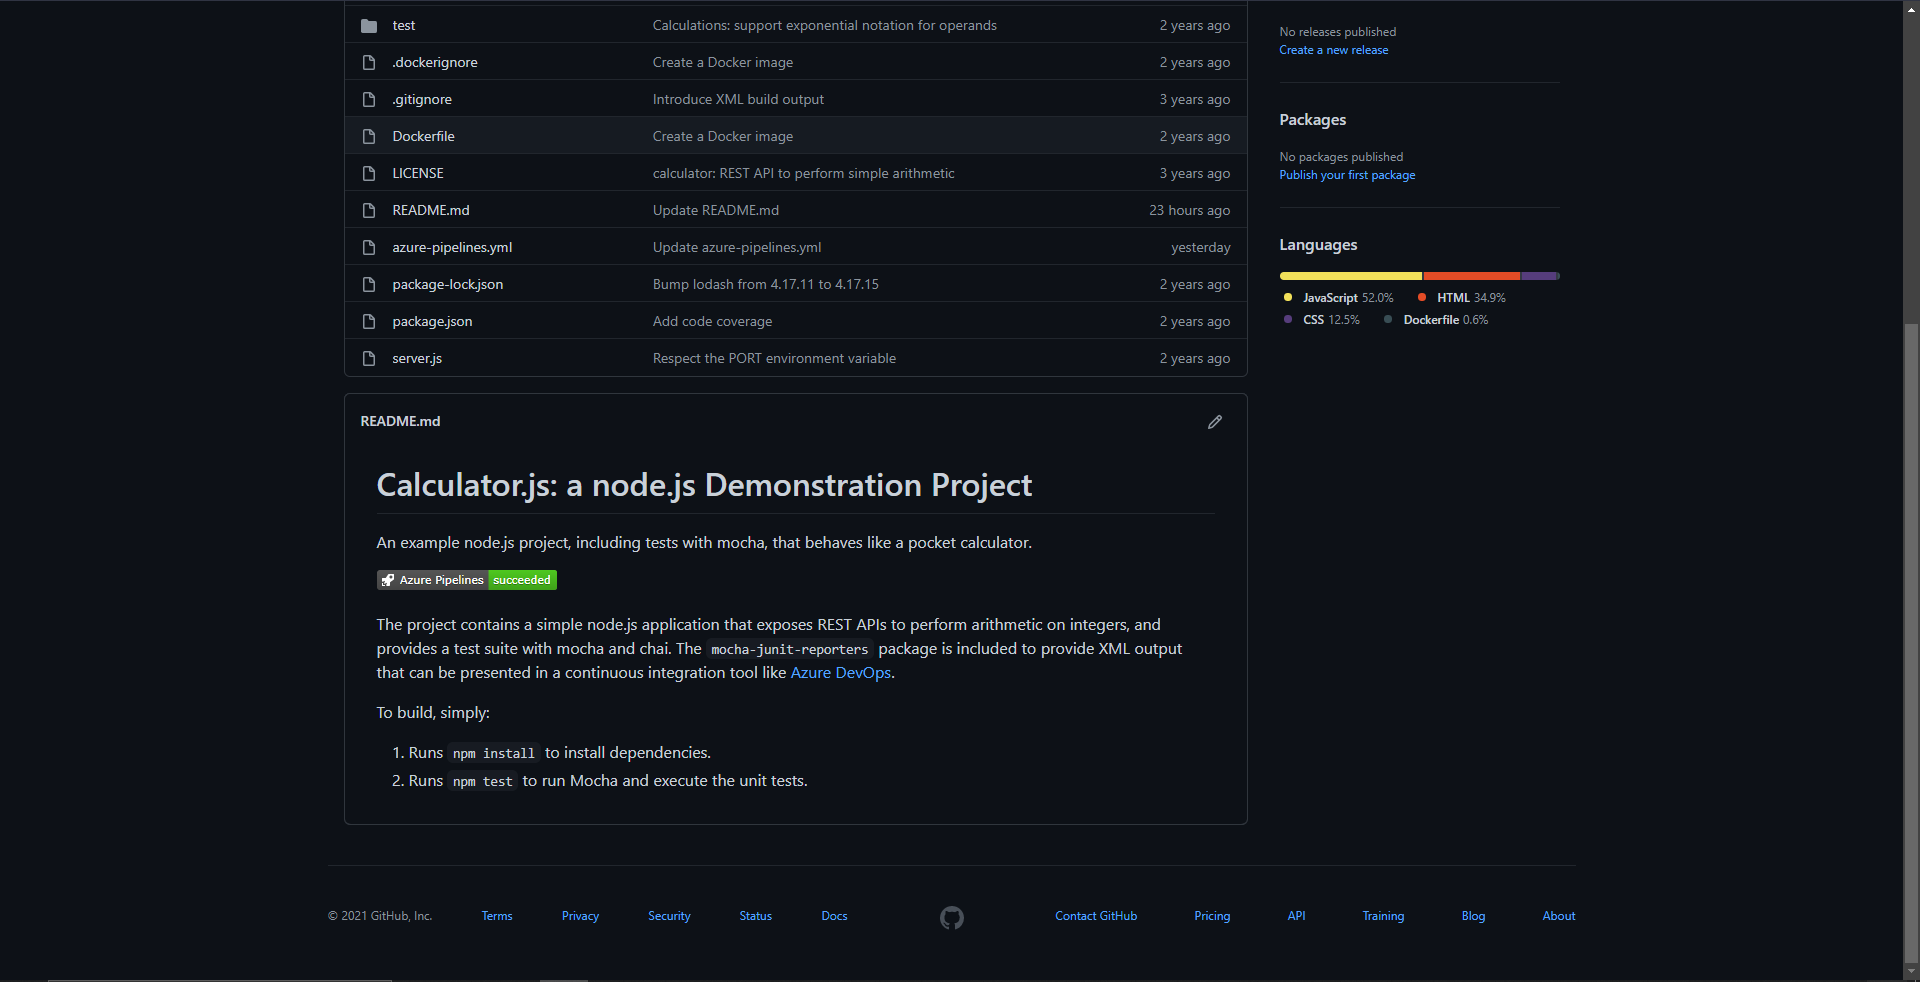 test Calculations: support exponential notation for operands 2 years ago
.dockerignore Create a Docker image 2 years ago
.gitignore Introduce XML build output 3 years ago
Dockerfile Create a Docker image 2 years ago
LICENSE calculator: REST API to perform simple arithmetic 3 years ago
README.md Update README.md 23 hours ago
azure-pipelines.yml Update azure-pipelines.yml yesterday
package-lock.json Bump lodash from 4.17.11 to 4.17.15 2 years ago
package.json Add code coverage 2 years ago
server.js Respect the PORT environment variable 2 years ago
README.md
Calculator.js: a node.js Demonstration Project
An example node.js project, including tests with mocha, that behaves like a pocket calculator.
Azure Pipelines succeeded
The project contains a simple node.js application that exposes REST APIs to perform arithmetic on integers, and
provides a test suite with mocha and chai. The mocha-junit-reporters package is included to provide XML output
that can be presented in a continuous integration tool like Azure DevOps.
To build, simply:
1. Runs npm install to install dependencies.
2. Runs npm test to run Mocha and execute the unit tests.
No releases published
Create a new release
Packages
No packages published
Publish your first package
Languages
JavaScript 52.0% HTML 34.9%
CSS 12.5% Dockerfile 0.6%
© 2021 GitHub, Inc. Terms Privacy Security Status Docs Contact GitHub Pricing API Training Blog About